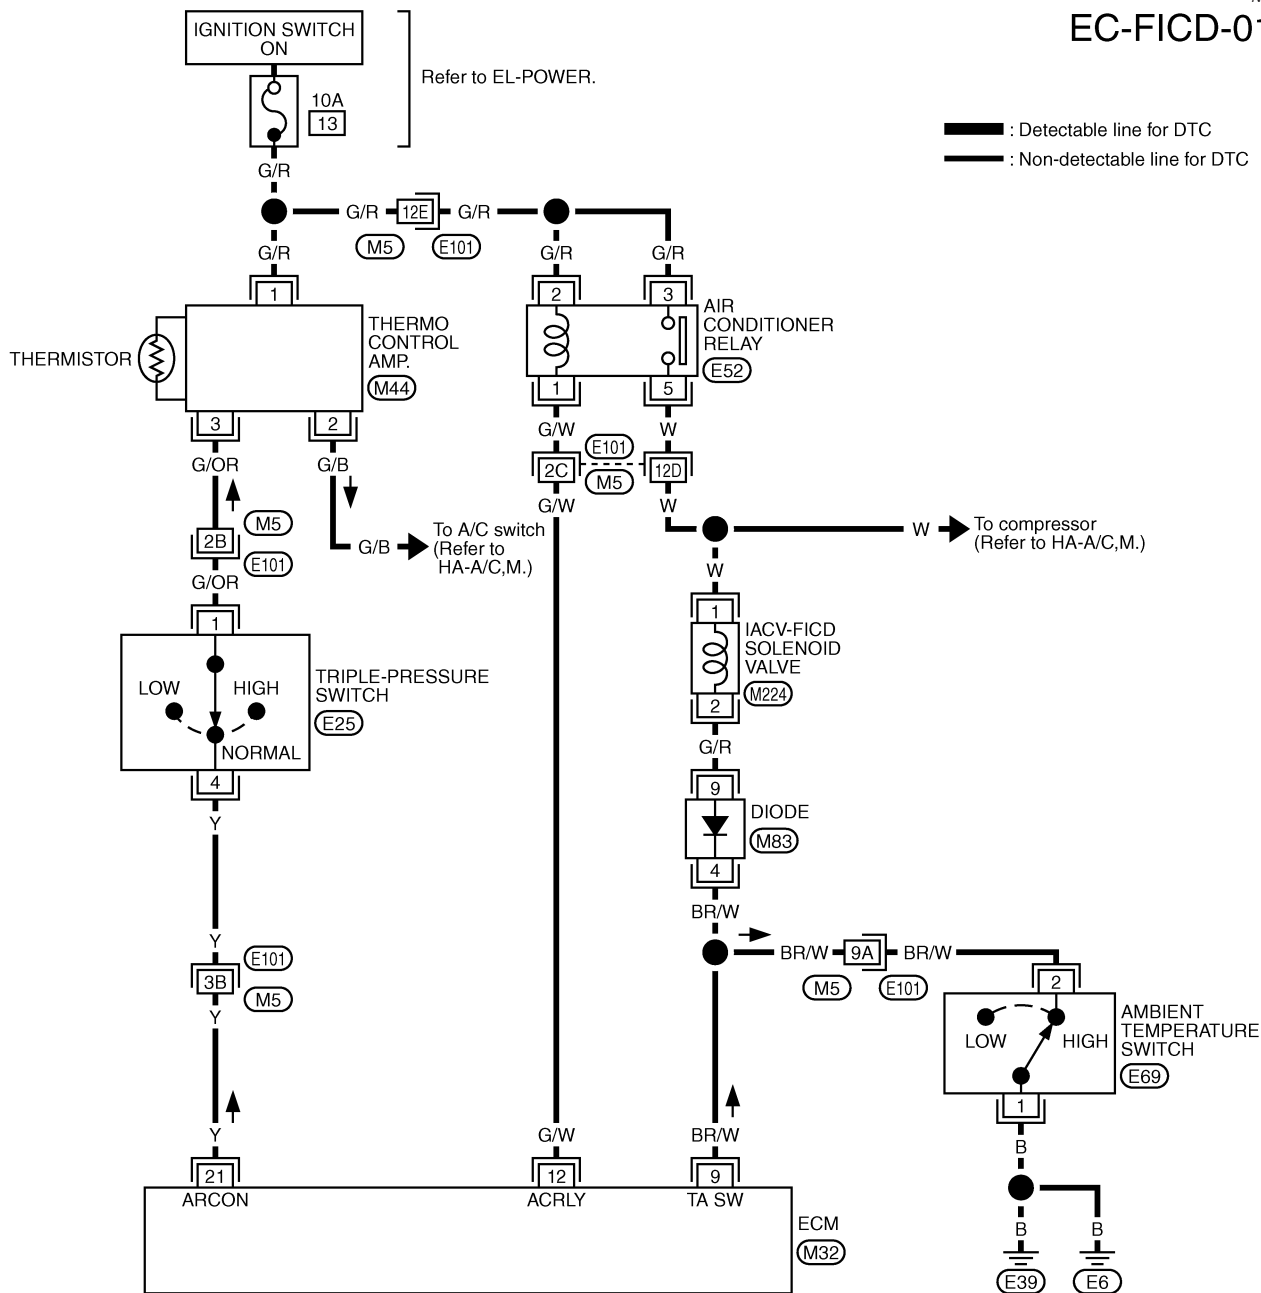 EC-FICD-01
IGNITION SWITCH
ON
10A
13
Refer to EL-POWER.
: Detectable line for DTC
: Non-detectable line for DTC
G/R
G/R
12E
G/R
M5
E101
G/R
G/R
G/R
1
2
3
THERMISTOR
THERMO
CONTROL
AMP.
M44
AIR
CONDITIONER
RELAY
E52
3
2
1
5
G/OR
G/B
G/W
W
E101
2C
12D
M5
G/W
W
M5
2B
E101
G/OR
G/B
To A/C switch
(Refer to
HA-A/C,M.)
W
To compressor
(Refer to HA-A/C,M.)
W
1
1
IACV-FICD
SOLENOID
VALVE
M224
2
LOW
HIGH
NORMAL
TRIPLE-PRESSURE
SWITCH
E25
4
G/R
9
DIODE
M83
4
Y
BR/W
Y
E101
3B
M5
Y
BR/W
9A
BR/W
M5
E101
2
LOW
HIGH
AMBIENT
TEMPERATURE
SWITCH
E69
1
Y
G/W
BR/W
B
21
12
9
ARCON
ACRLY
TA SW
ECM
M32
B
B
E39
E6